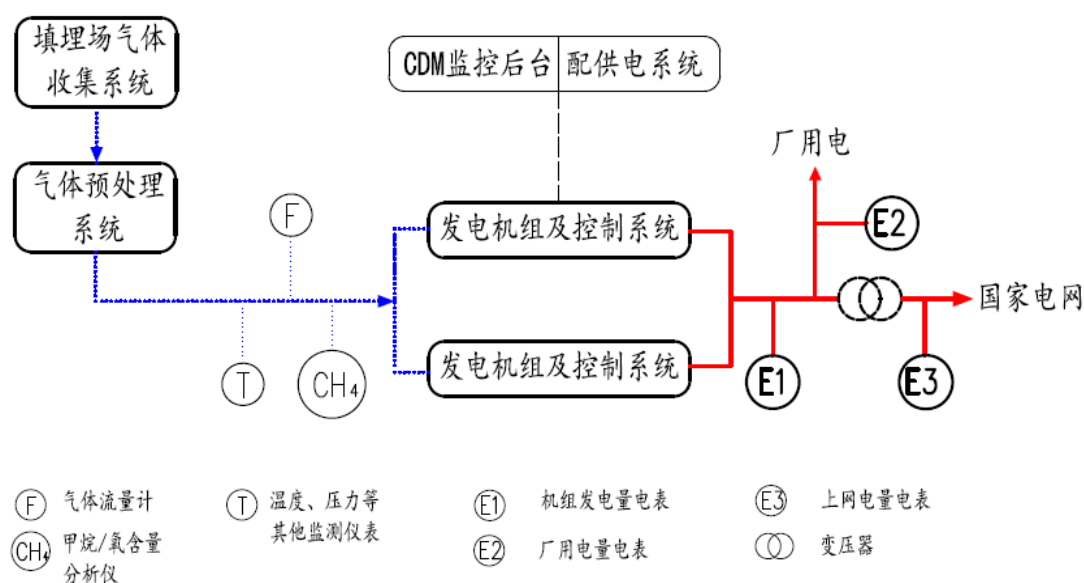 填埋场气体
收集系统
CDM监控后台
配供电系统
厂用电
气体预处理
系统
F
发电机组及控制系统
E2
国家电网
发电机组及控制系统
T
CH₄
E1
E3
F
气体流量计
CH₄
甲烷/氧含量
分析仪
T
温度、压力等
其他监测仪表
E1
机组发电量电表
E2
厂用电量电表
E3
上网电量电表
变压器